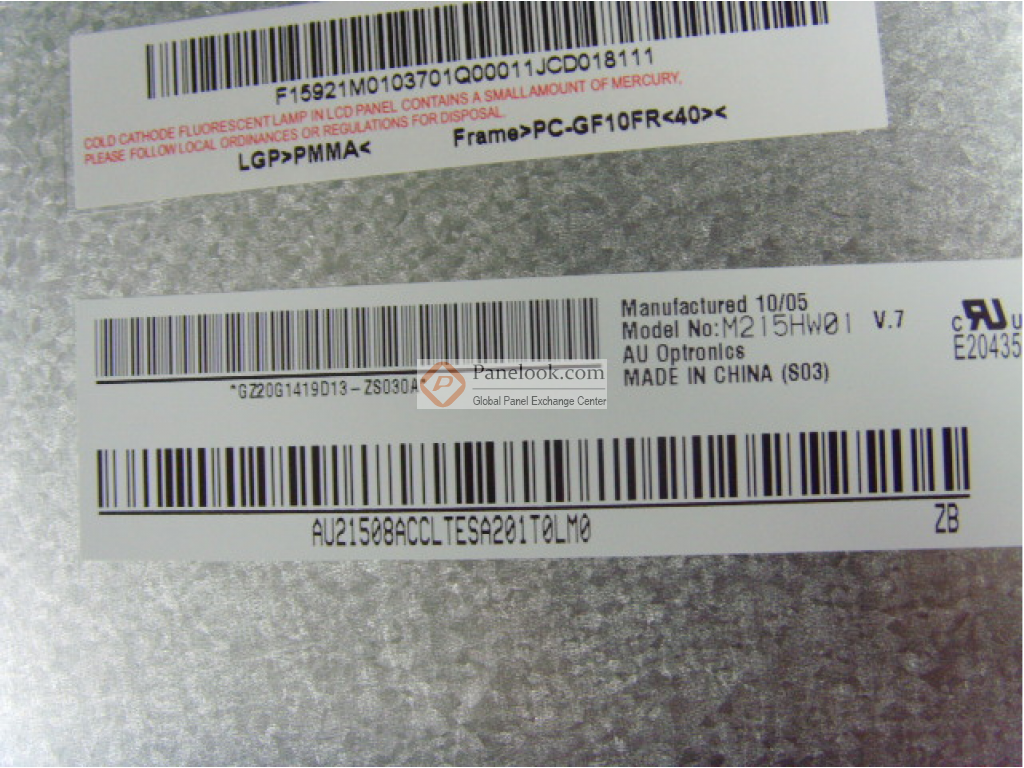 F15921M0103701Q00011JCD018111
COLD CATHODE FLUORESCENT LAMP IN LCD PANEL CONTAINS A SMALL AMOUNT OF MERCURY,
PLEASE FOLLOW LOCAL ORDINANCES OR REGULATIONS FOR DISPOSAL.
LGP>PMMA< Frame>PC-GF10FR<40><
Manufactured 10/05
Model No:M215HW01 V.7
AU Optronics
MADE IN CHINA (S03)
c RU U
E20435
*GZ20G1419D13-ZS030A*
Panelook.com
Global Panel Exchange Center
AU21508ACCLTESA201T0LM0 ZB